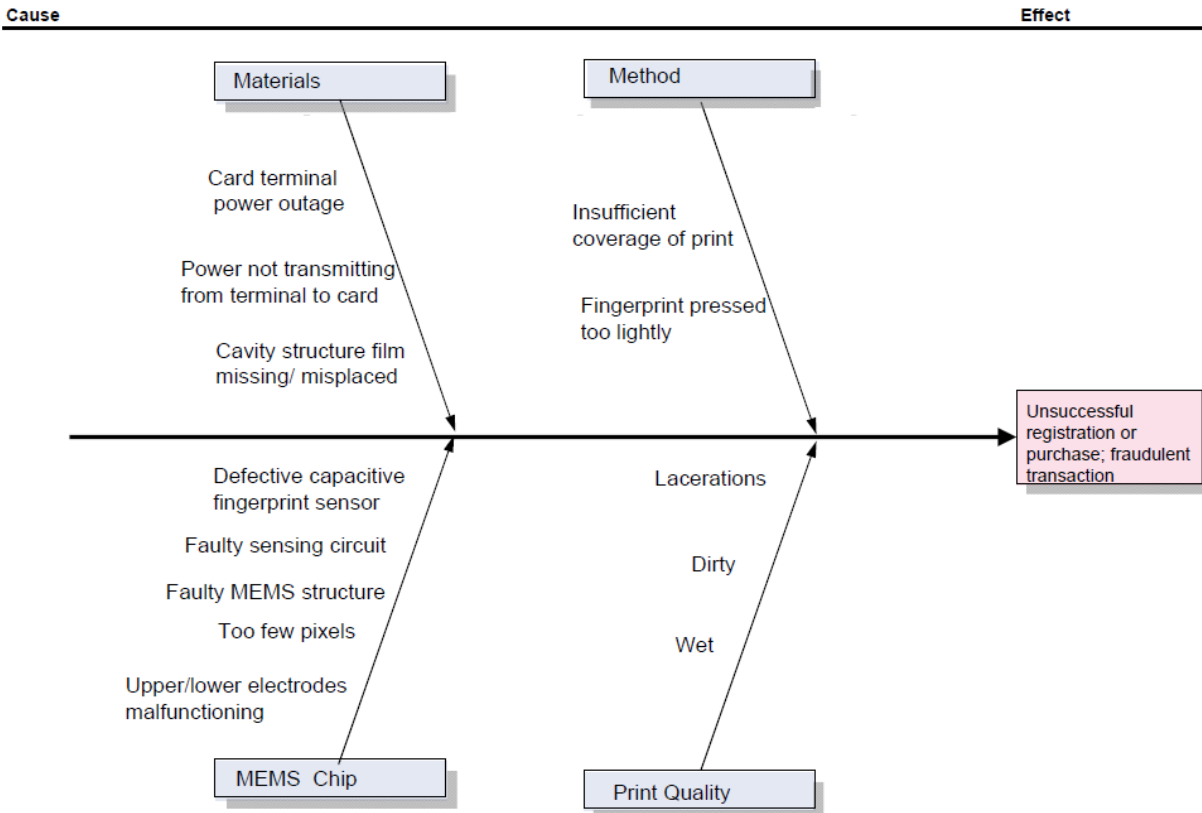 Cause
Effect
Materials
Method
Card terminal
power outage
Insufficient
coverage of print
Power not transmitting
from terminal to card
Fingerprint pressed
too lightly
Cavity structure film
missing/ misplaced
Unsuccessful
registration or
purchase; fraudulent
transaction
Defective capacitive
fingerprint sensor
Lacerations
Faulty sensing circuit
Dirty
Faulty MEMS structure
Too few pixels
Wet
Upper/lower electrodes
malfunctioning
MEMS  Chip
Print Quality